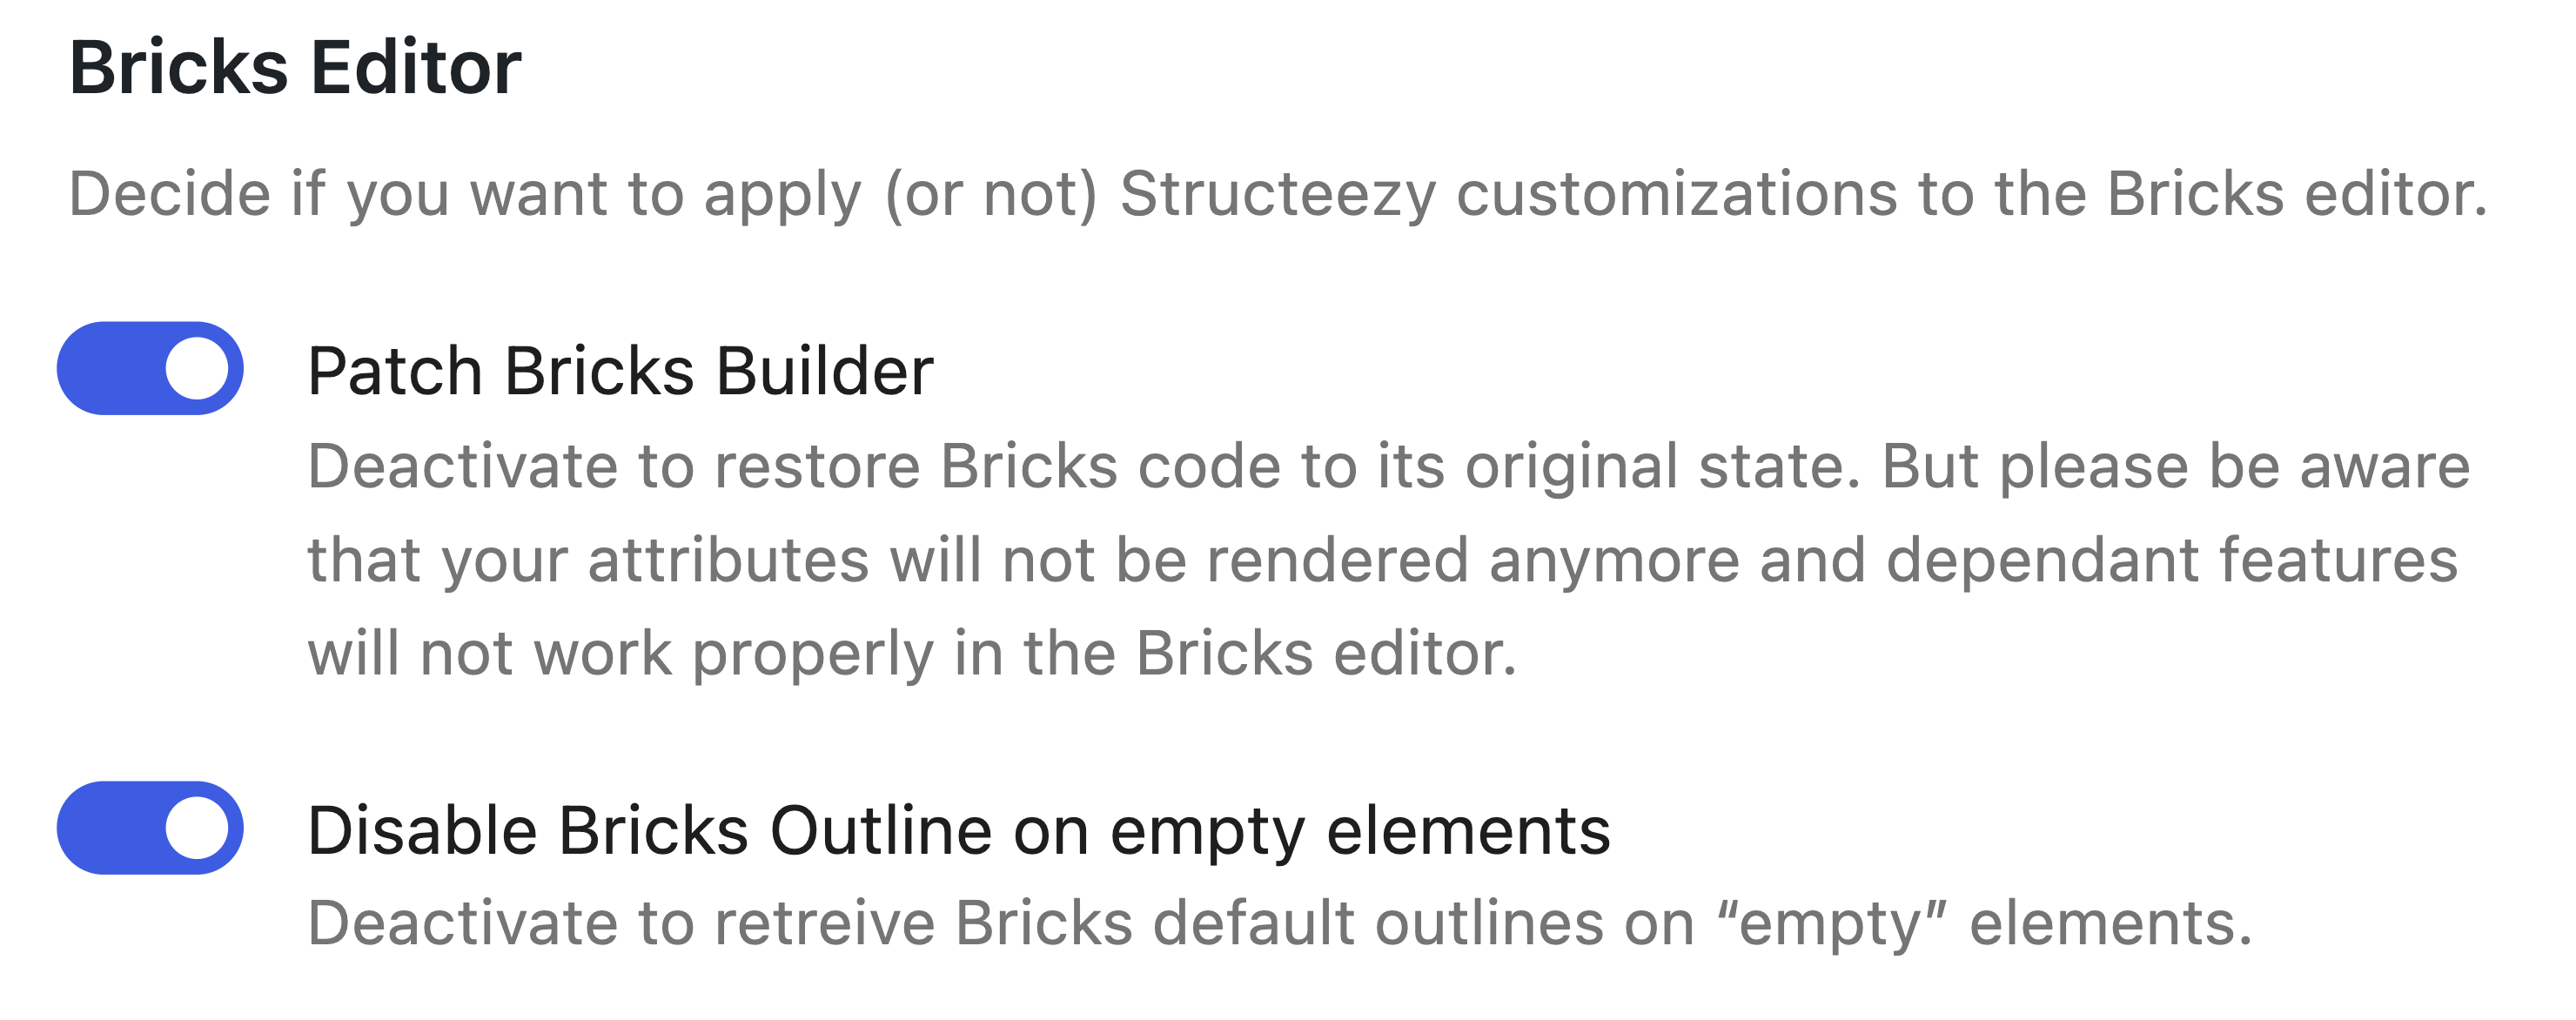 Bricks Editor
Decide if you want to apply (or not) Structeezy customizations to the Bricks editor.
Patch Bricks Builder
Deactivate to restore Bricks code to its original state. But please be aware
that your attributes will not be rendered anymore and dependant features
will not work properly in the Bricks editor.
Disable Bricks Outline on empty elements
Deactivate to retreive Bricks default outlines on “empty” elements.